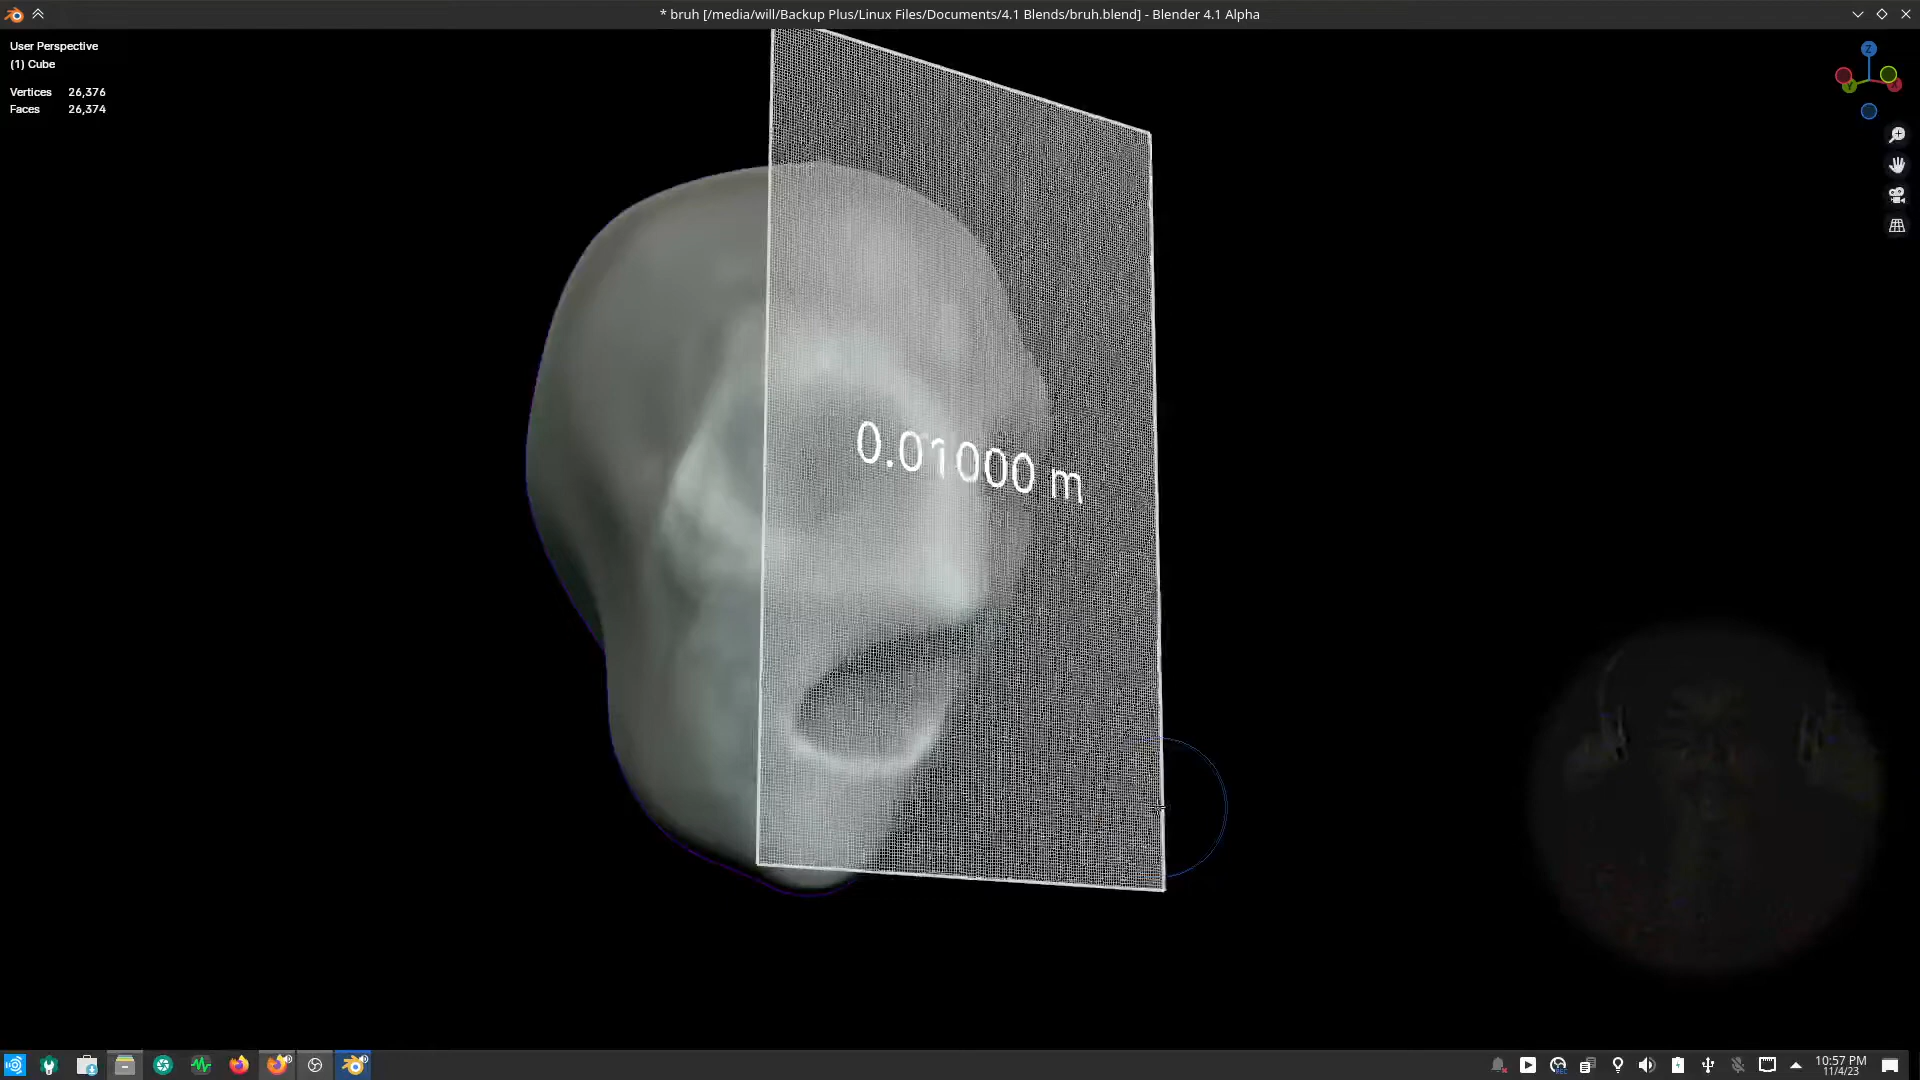 * bruh [/media/will/Backup Plus/Linux Files/Documents/4.1 Blends/bruh.blend] - Blender 4.1 Alpha
User Perspective
(1) Cube
Vertices 26,376
Faces 26,374
Z
Y
X
0.01000 m
10:57 PM
11/4/23